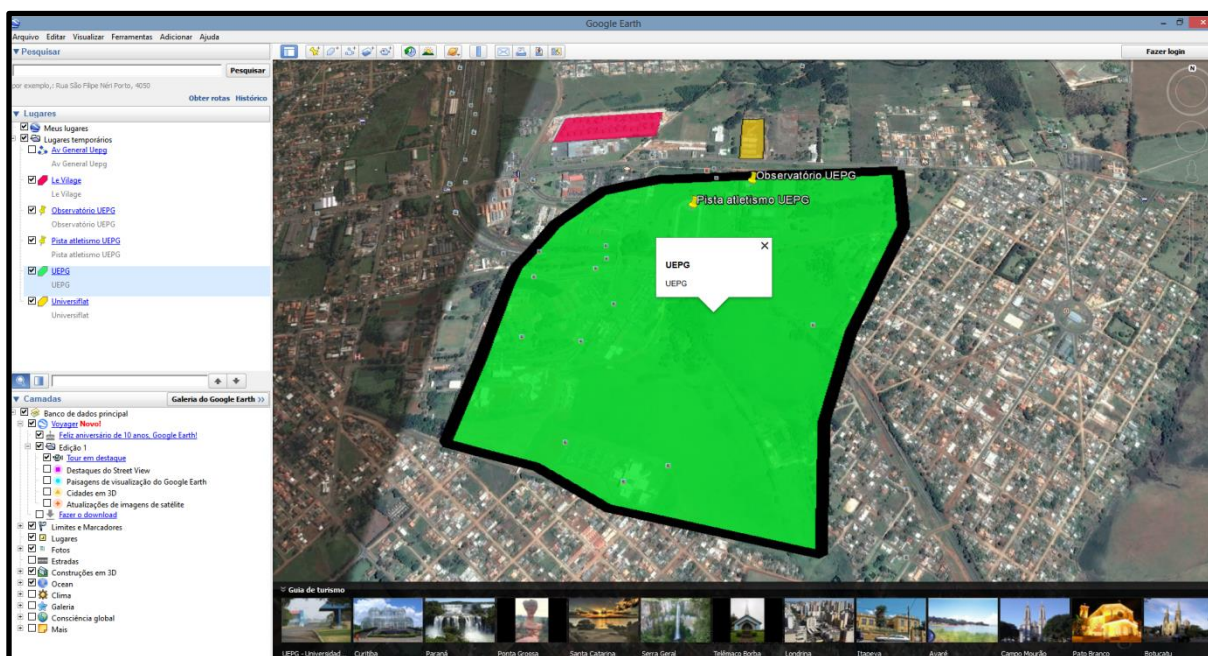 Google Earth
Arquivo Editar Visualizar Ferramentas Adicionar Ajuda
Pesquisar
Pesquisar
por exemplo,: Rua São Filipe Néri Porto, 4050
Obter rotas Histórico
Lugares
Meus lugares
Lugares temporários
Av General Uepg
Av General Uepg
Le Vilage
Le Vilage
Observatório UEPG
Observatório UEPG
Pista atletismo UEPG
Pista atletismo UEPG
UEPG
UEPG
Universiflat
Universiflat
Camadas
Galeria do Google Earth >>
Banco de dados principal
Voyager Novo!
Feliz aniversário de 10 anos, Google Earth!
Edição 1
Tour em destaque
Destaques do Street View
Paisagens de visualização do Google Earth
Cidades em 3D
Atualizações de imagens de satélite
Fazer o download
Limites e Marcadores
Lugares
Fotos
Estradas
Construções em 3D
Ocean
Clima
Galeria
Consciência global
Mais
Fazer login
N
Observatório UEPG
Pista atletismo UEPG
UEPG
UEPG
Guia de turismo
UEPG - Universidad Curitiba Paraná Ponta Grossa Santa Catarina Serra Geral Telêmaco Borba Londrina Itapeva Avaré Campo Mourão Pato Branco Botucatu